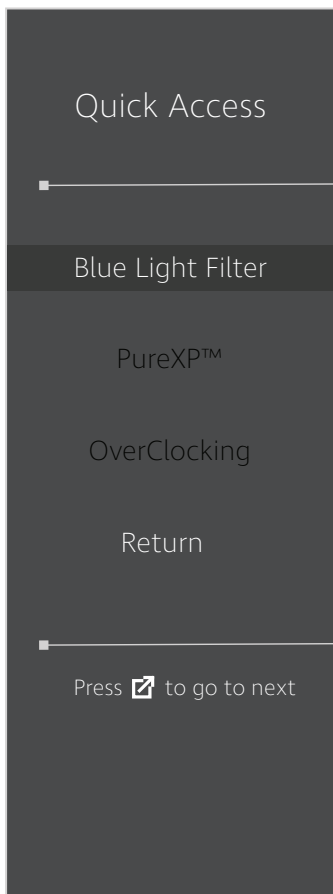 Quick Access
Blue Light Filter
PureXP™
OverClocking
Return
Press to go to next